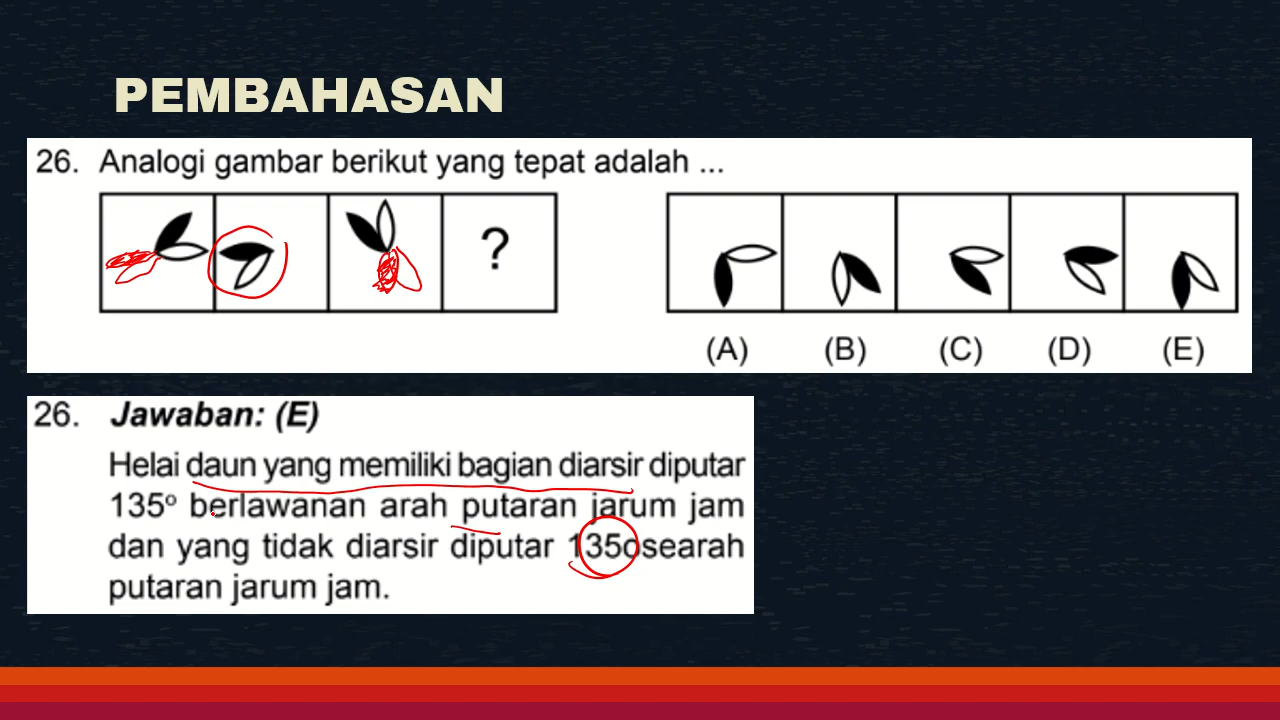 PEMBAHASAN
26. Analogi gambar berikut yang tepat adalah ...
?
(A) (B) (C) (D) (E)
26. Jawaban: (E)
Helai daun yang memiliki bagian diarsir diputar
135° berlawanan arah putaran jarum jam
dan yang tidak diarsir diputar 135osearah
putaran jarum jam.